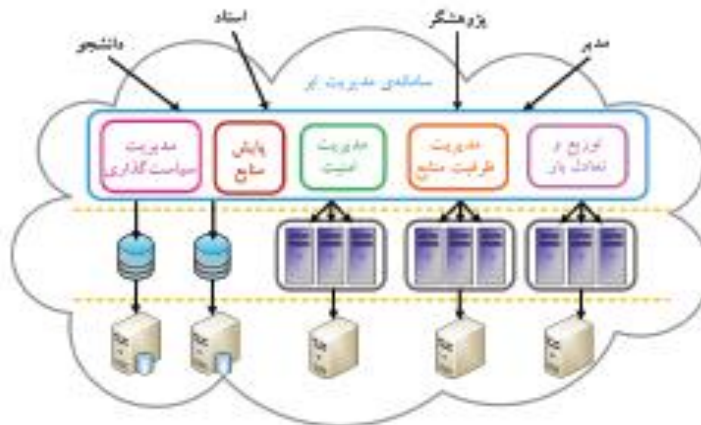 مدیر
پژوهشگر
استاد
دانشجو
سامانه‌ی مدیریت ابر
توزیع و
تعادل بار
مدیریت
ظرفیت منابع
مدیریت
امنیت
پایش
منابع
مدیریت
سیاست‌گذاری